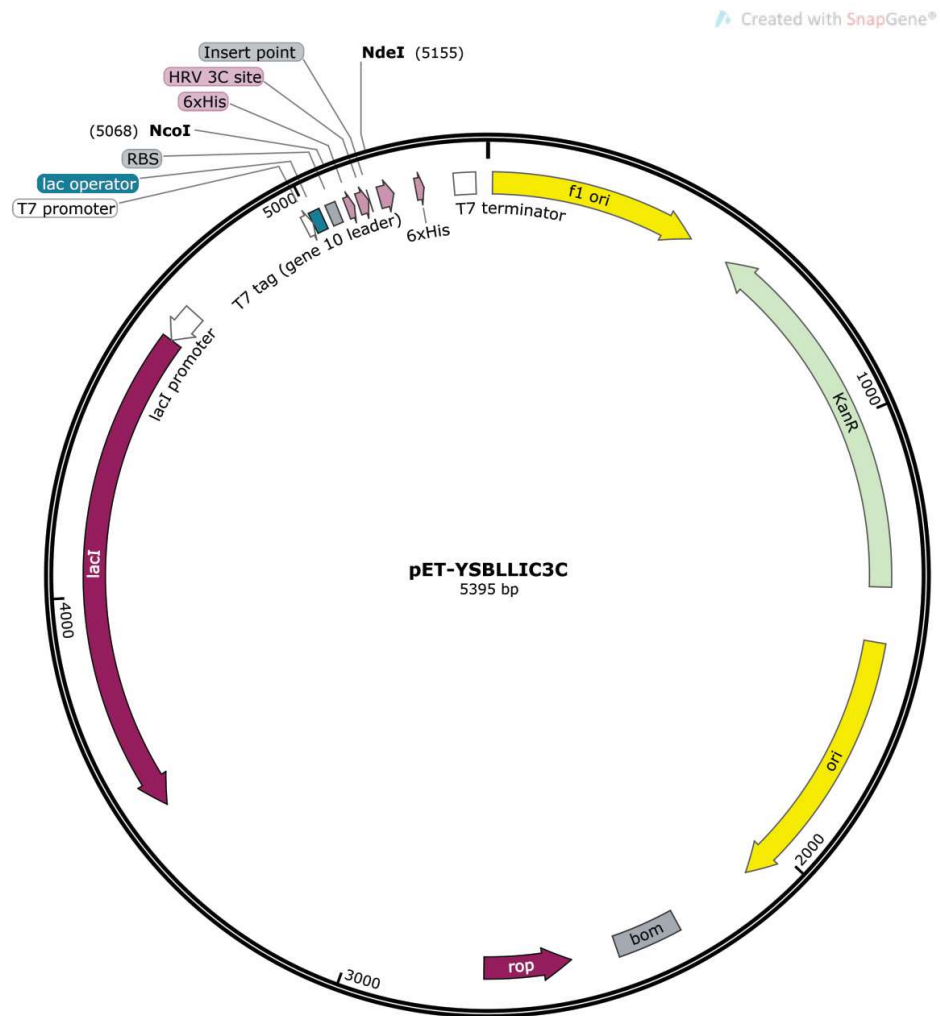 Created with SnapGene®
Insert point
NdeI (5155)
HRV 3C site
6xHis
(5068) NcoI
RBS
lac operator
T7 promoter
5000
T7 tag (gene 10 leader)
6xHis
T7 terminator
f1 ori
KanR
1000
lacI promoter
lacI
4000
pET-YSBLLIC3C
5395 bp
ori
2000
bom
rop
3000